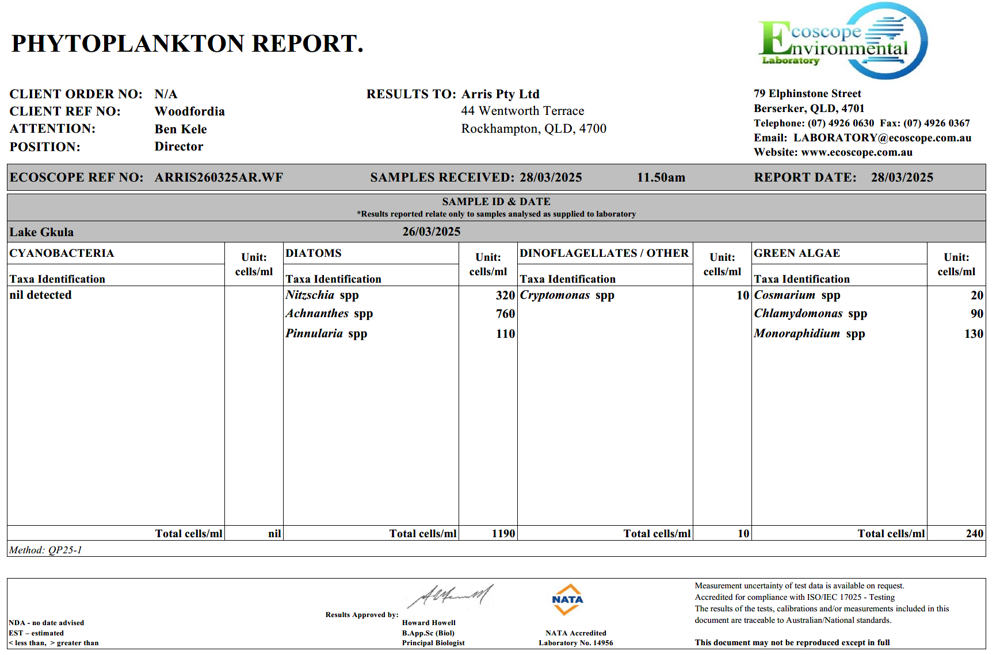 PHYTOPLANKTON REPORT.
Ecoscope
Environmental
Laboratory
CLIENT ORDER NO: N/A
CLIENT REF NO: Woodfordia
ATTENTION: Ben Kele
POSITION: Director
RESULTS TO: Arris Pty Ltd
44 Wentworth Terrace
Rockhampton, QLD, 4700
79 Elphinstone Street
Berserker, QLD, 4701
Telephone: (07) 4926 0630 Fax: (07) 4926 0367
Email: LABORATORY@ecoscope.com.au
Website: www.ecoscope.com.au
ECOSCOPE REF NO: ARRIS260325AR.WF SAMPLES RECEIVED: 28/03/2025 11.50am REPORT DATE: 28/03/2025
SAMPLE ID & DATE
*Results reported relate only to samples analysed as supplied to laboratory
Lake Gkula 26/03/2025
CYANOBACTERIA Unit: cells/ml DIATOMS Unit: cells/ml DINOFLAGELLATES / OTHER Unit: cells/ml GREEN ALGAE Unit: cells/ml
Taxa Identification Taxa Identification Taxa Identification Taxa Identification
nil detected Nitzschia spp 320 Cryptomonas spp 10 Cosmarium spp 20
Achnanthes spp 760 Chlamydomonas spp 90
Pinnularia spp 110 Monoraphidium spp 130
Total cells/ml nil Total cells/ml 1190 Total cells/ml 10 Total cells/ml 240
Method: QP25-1
NDA - no date advised
EST – estimated
< less than, > greater than
Results Approved by:
Howard Howell
B.App.Sc (Biol)
Principal Biologist
NATA
NATA Accredited
Laboratory No. 14956
Measurement uncertainty of test data is available on request.
Accredited for compliance with ISO/IEC 17025 - Testing
The results of the tests, calibrations and/or measurements included in this
document are traceable to Australian/National standards.
This document may not be reproduced except in full